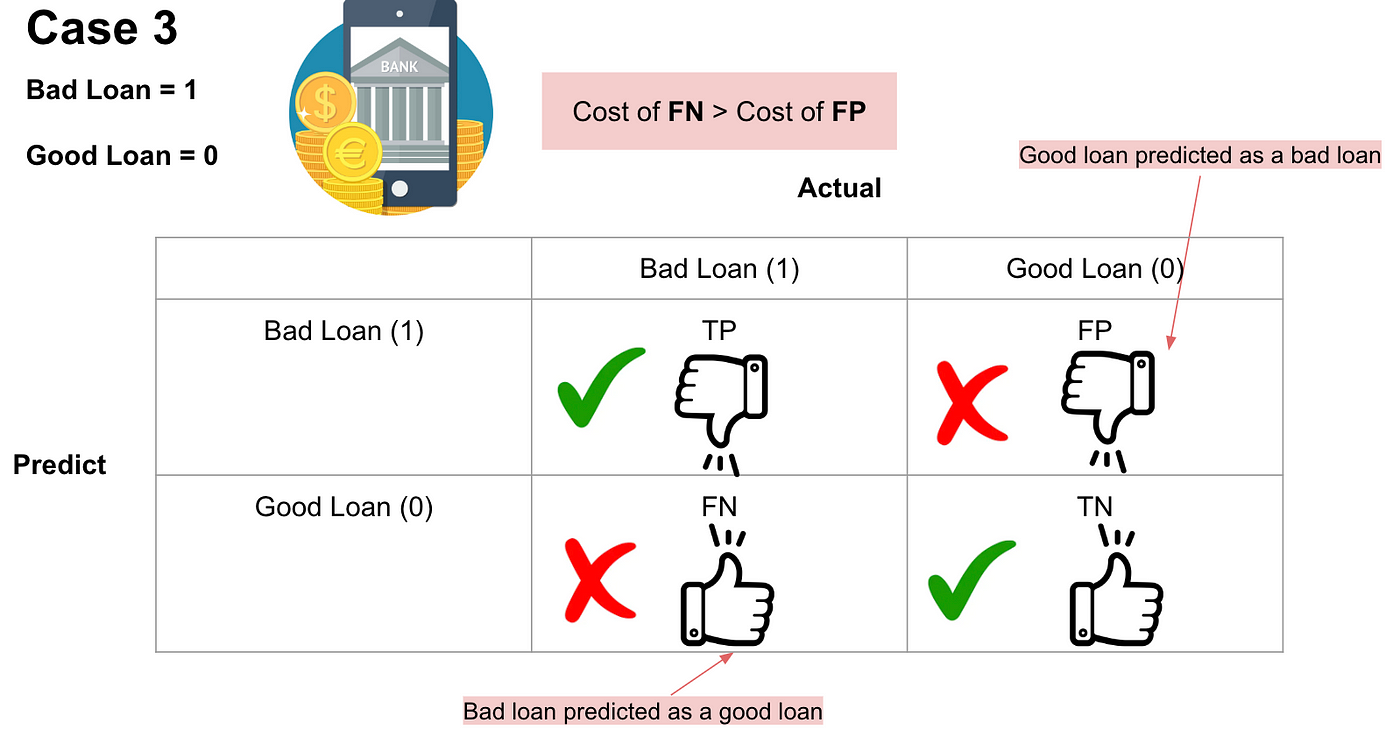 Case 3
Bad Loan = 1
Good Loan = 0
BANK
$
€
Cost of FN > Cost of FP
Good loan predicted as a bad loan
Actual
Bad Loan (1)
Good Loan (0)
Bad Loan (1)
TP
FP
Predict
Good Loan (0)
FN
TN
Bad loan predicted as a good loan